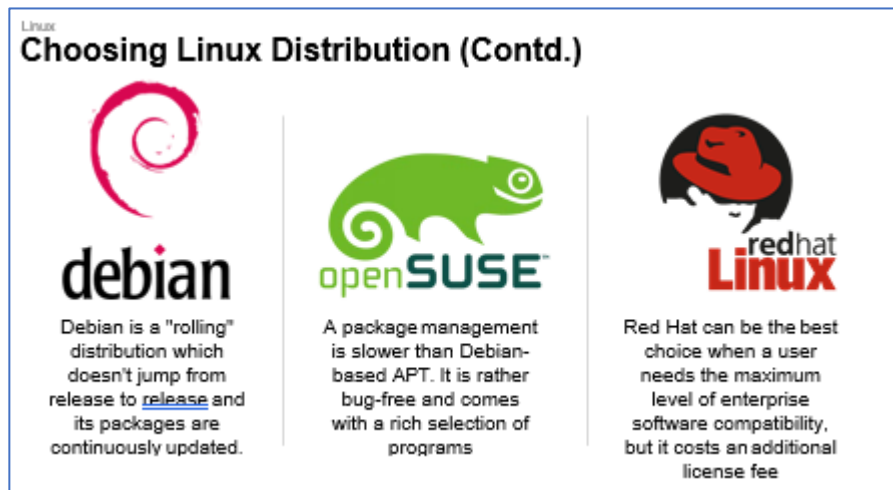 Linux
Choosing Linux Distribution (Contd.)
debian
Debian is a "rolling"
distribution which
doesn't jump from
release to release and
its packages are
continuously updated.
openSUSE™
A package management
is slower than Debian-
based APT. It is rather
bug-free and comes
with a rich selection of
programs
redhat
Linux
Red Hat can be the best
choice when a user
needs the maximum
level of enterprise
software compatibility,
but it costs an additional
license fee